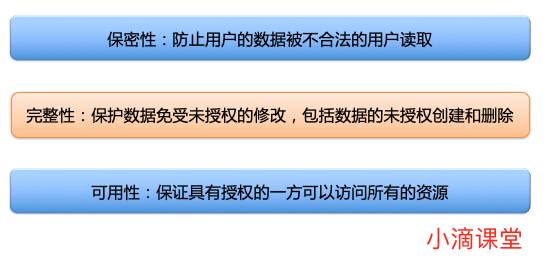 保密性：防止用户的数据被不合法的用户读取
完整性：保护数据免受未授权的修改，包括数据的未授权创建和删除
可用性：保证具有授权的一方可以访问所有的资源
小滴课堂